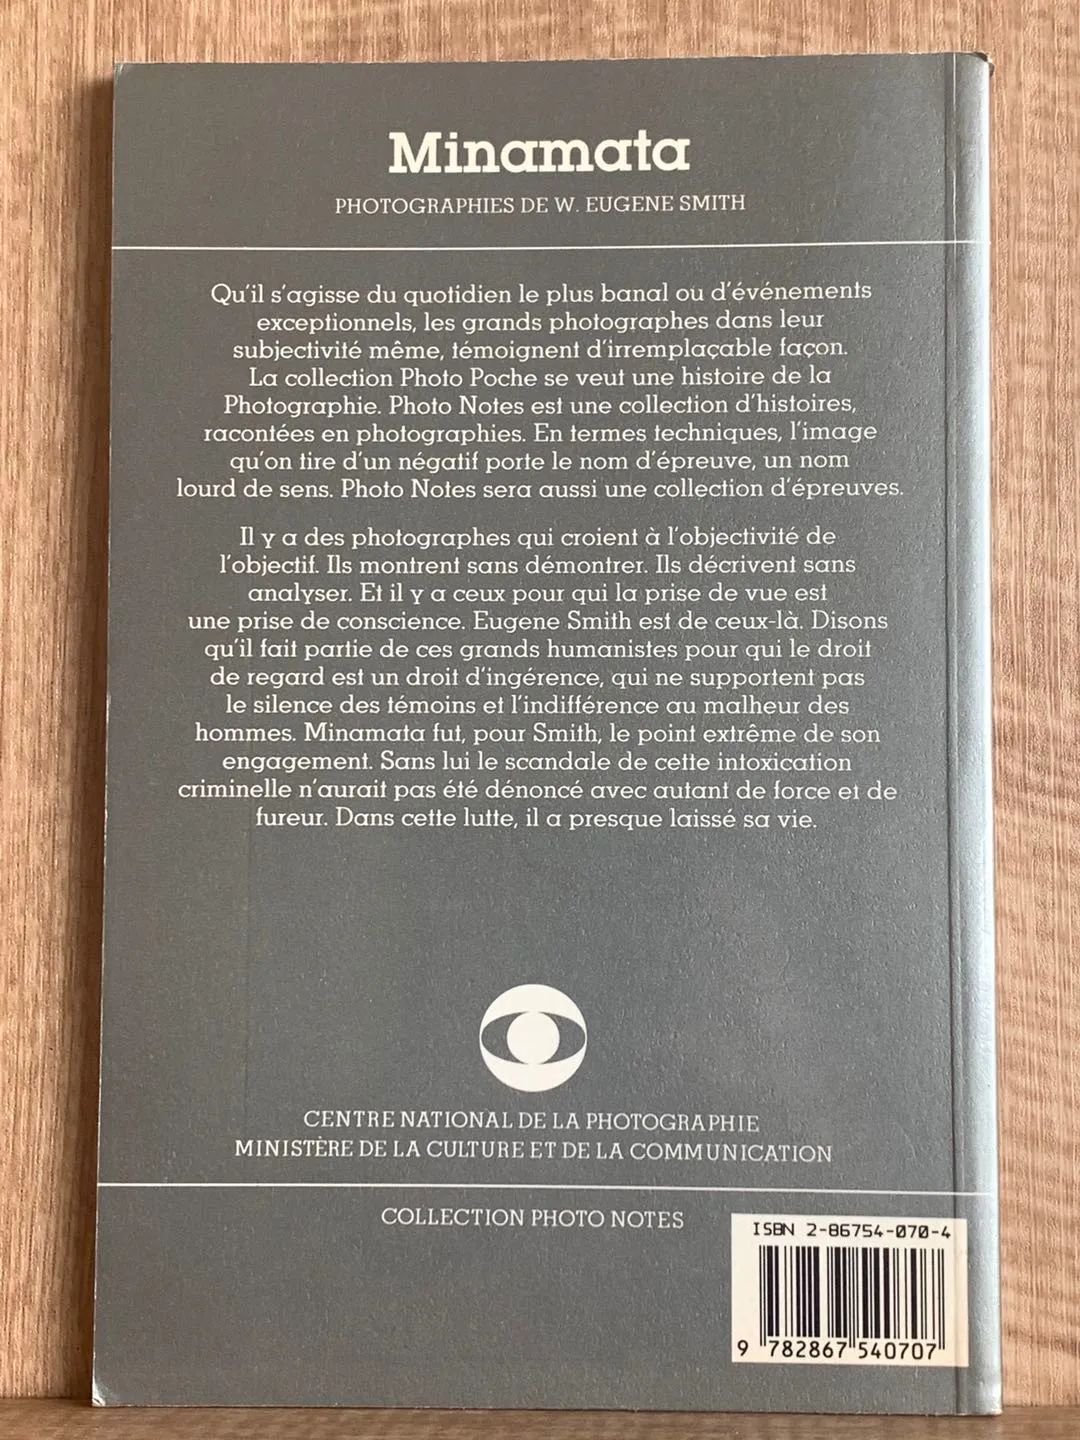 Minamata
PHOTOGRAPHIES DE W. EUGENE SMITH
Qu'il s'agisse du quotidien le plus banal ou d'événements
exceptionnels, les grands photographes dans leur
subjectivité même, témoignent d'irremplaçable façon.
La collection Photo Poche se veut une histoire de la
Photographie. Photo Notes est une collection d'histoires,
racontées en photographies. En termes techniques, l'image
qu'on tire d'un négatif porte le nom d'épreuve, un nom
lourd de sens. Photo Notes sera aussi une collection d'épreuves.
Il y a des photographes qui croient à l'objectivité de
l'objectif. Ils montrent sans démontrer. Ils décrivent sans
analyser. Et il y a ceux pour qui la prise de vue est
une prise de conscience. Eugene Smith est de ceux-là. Disons
qu'il fait partie de ces grands humanistes pour qui le droit
de regard est un droit d'ingérence, qui ne supportent pas
le silence des témoins et l'indifférence au malheur des
hommes. Minamata fut, pour Smith, le point extrême de son
engagement. Sans lui le scandale de cette intoxication
criminelle n'aurait pas été dénoncé avec autant de force et de
fureur. Dans cette lutte, il a presque laissé sa vie.
CENTRE NATIONAL DE LA PHOTOGRAPHIE
MINISTÈRE DE LA CULTURE ET DE LA COMMUNICATION
COLLECTION PHOTO NOTES
ISBN 2-86754-070-4
9 782867 540707